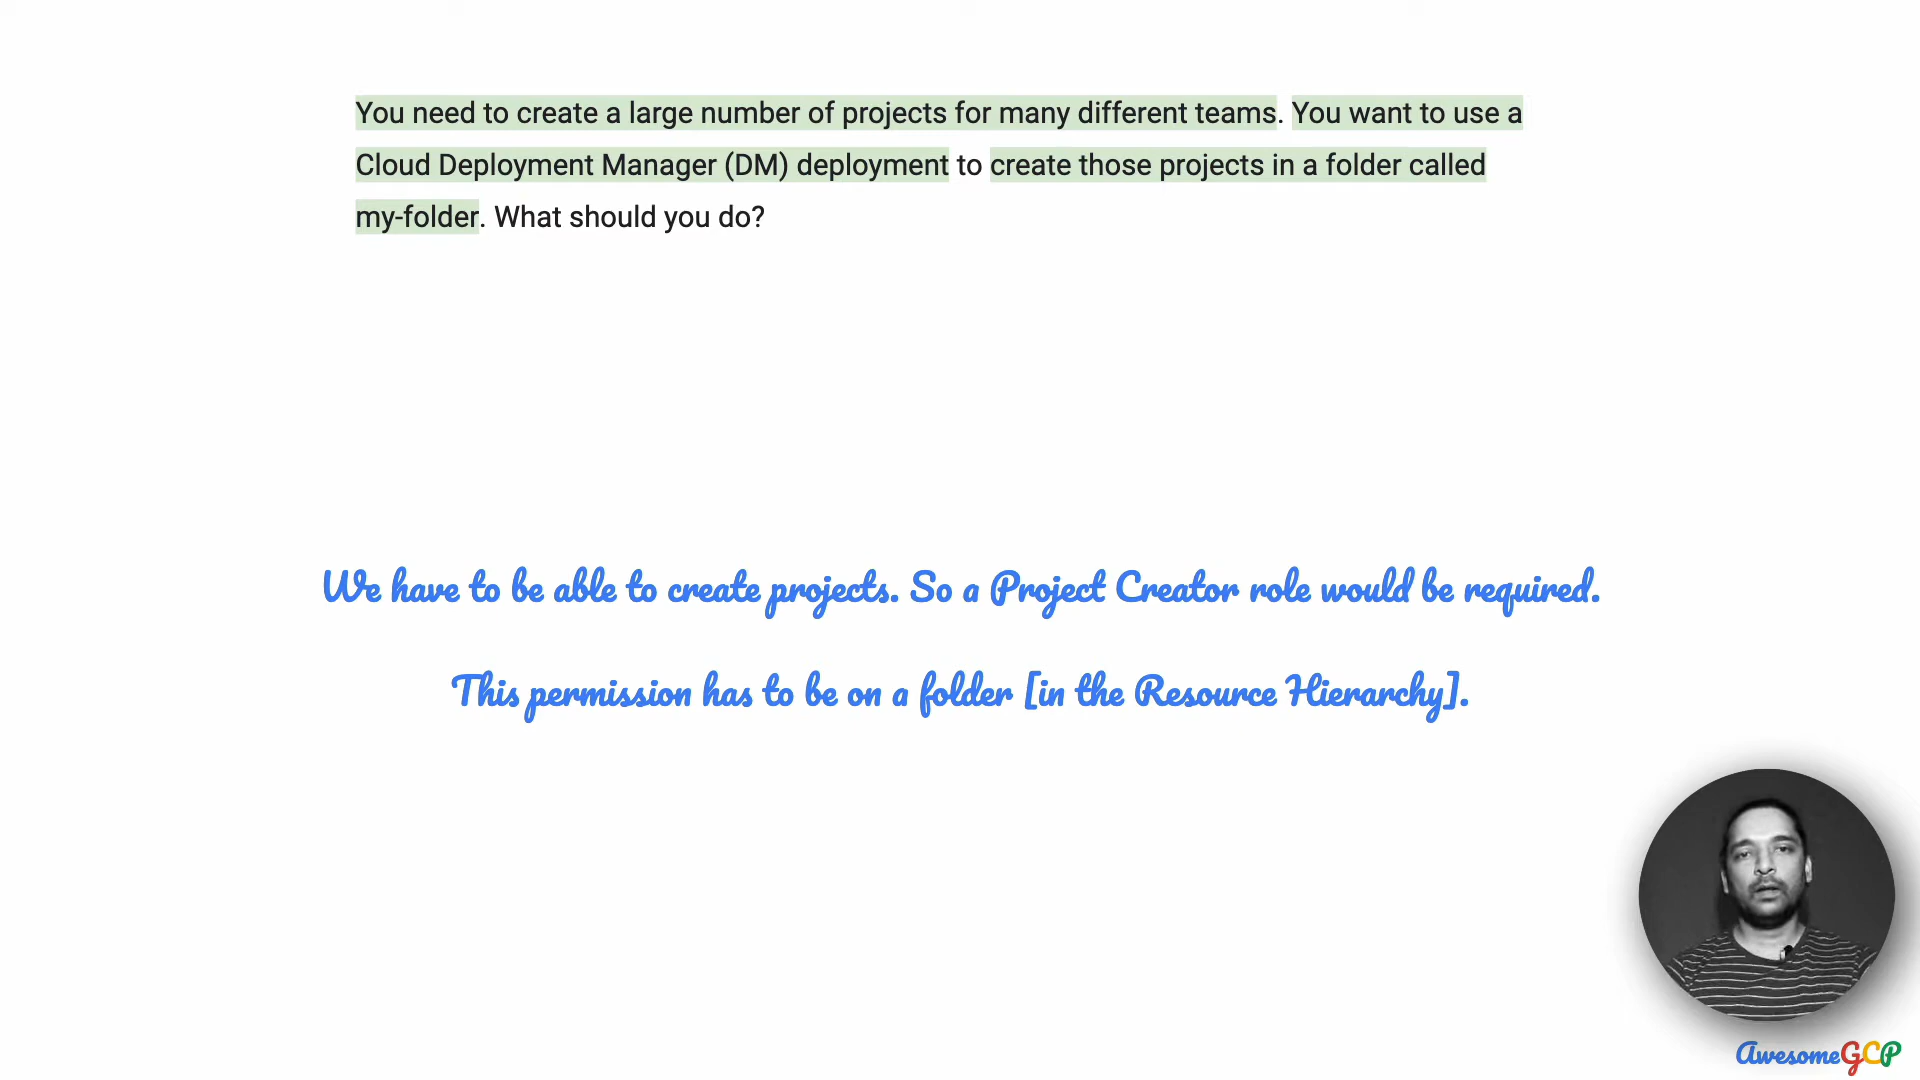 You need to create a large number of projects for many different teams. You want to use a
Cloud Deployment Manager (DM) deployment to create those projects in a folder called
my-folder. What should you do?
We have to be able to create projects. So a Project Creator role would be required.
This permission has to be on a folder [in the Resource Hierarchy].
AwesomeGCP